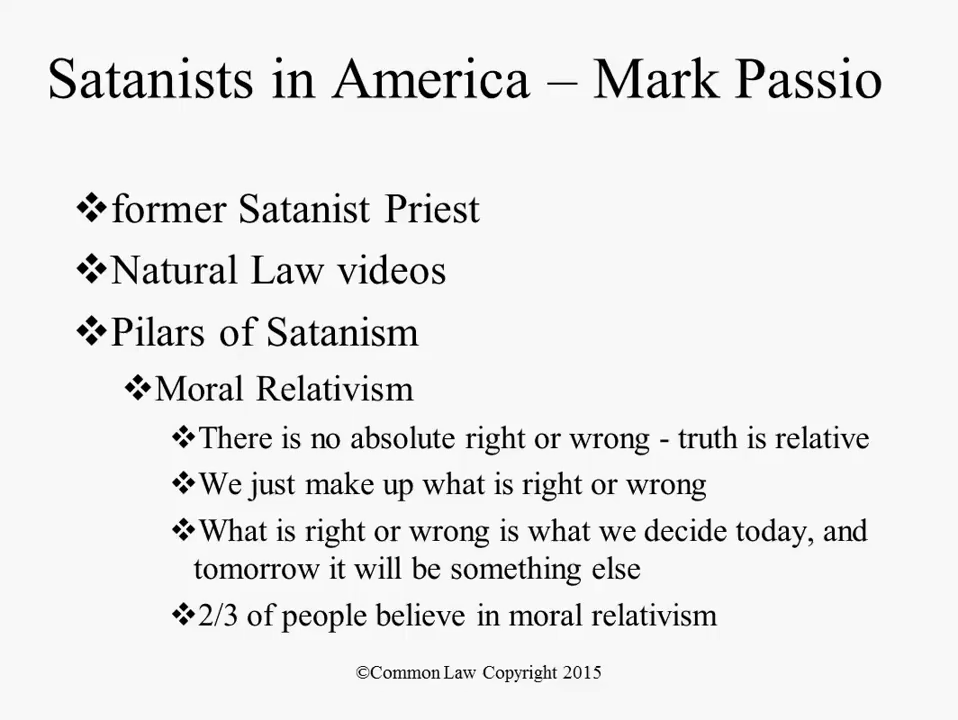 Satanists in America – Mark Passio
❖former Satanist Priest
❖Natural Law videos
❖Pilars of Satanism
❖Moral Relativism
❖There is no absolute right or wrong - truth is relative
❖We just make up what is right or wrong
❖What is right or wrong is what we decide today, and
tomorrow it will be something else
❖2/3 of people believe in moral relativism
©Common Law Copyright 2015